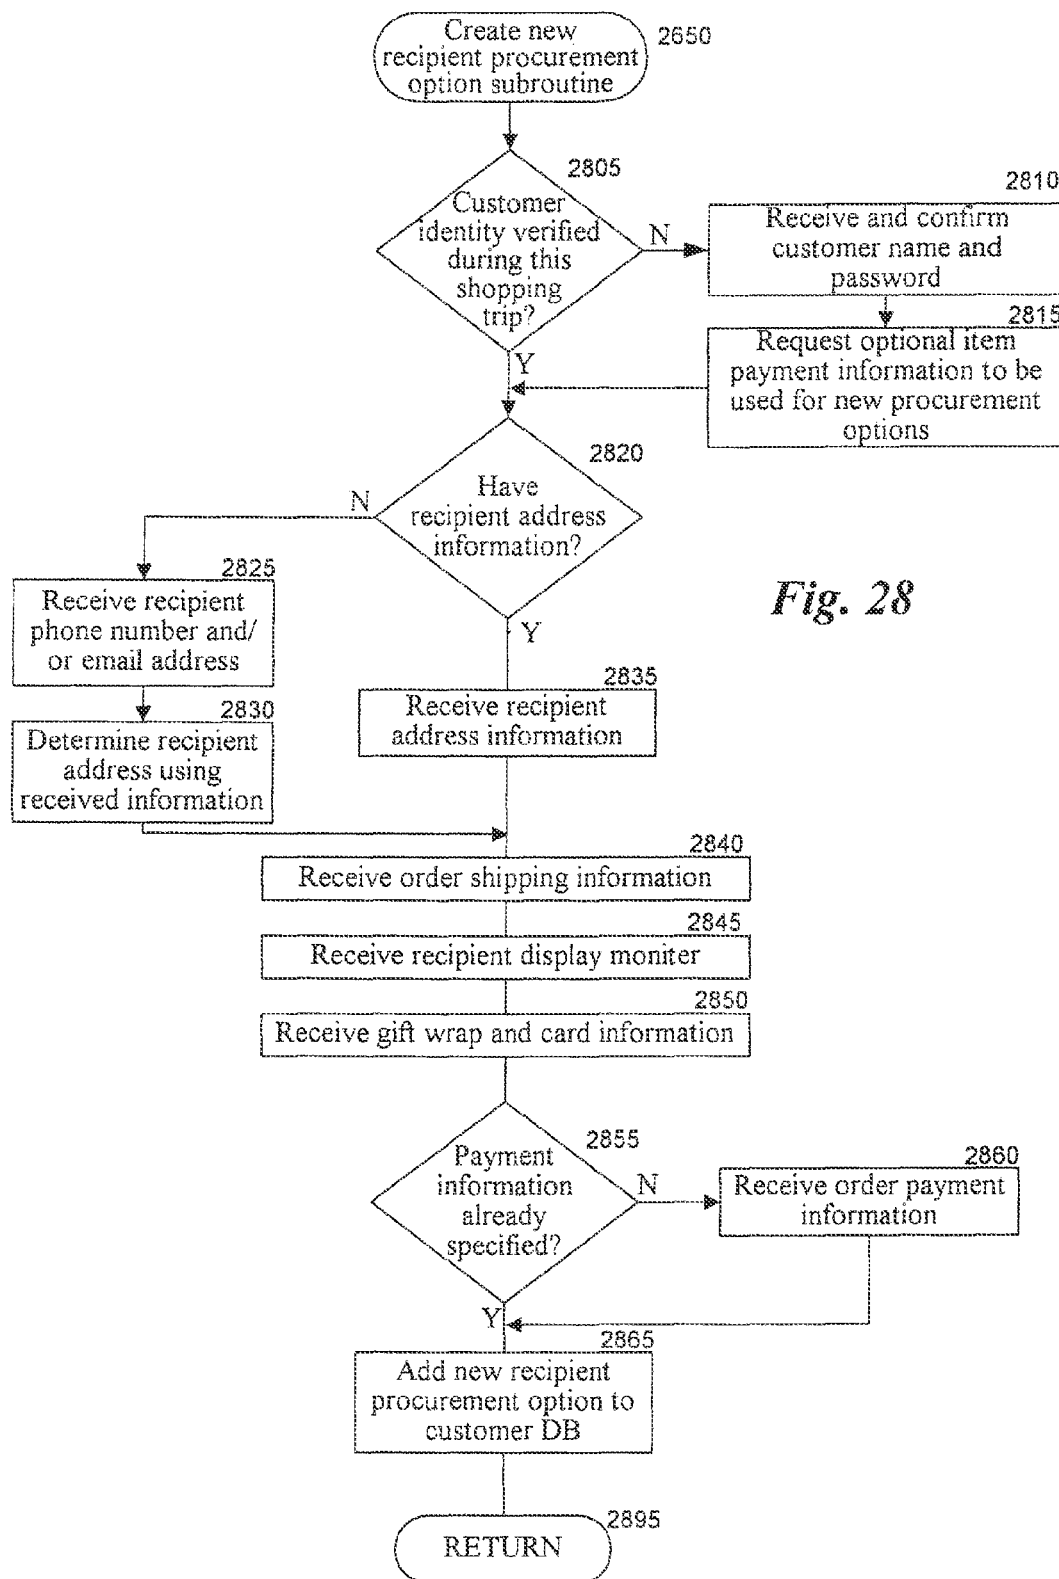 Create new
recipient procurement
option subroutine
2650
2805
Customer
identity verified
during this
shopping
trip?
N
Y
2810
Receive and confirm
customer name and
password
2815
Request optional item
payment information to be
used for new procurement
options
2820
Have
recipient address
information?
N
Y
2825
Receive recipient
phone number and/
or email address
2830
Determine recipient
address using
received information
Fig. 28
2835
Receive recipient
address information
2840
Receive order shipping information
2845
Receive recipient display moniter
2850
Receive gift wrap and card information
2855
Payment
information
already
specified?
N
Y
2860
Receive order payment
information
2865
Add new recipient
procurement option to
customer DB
2895
RETURN